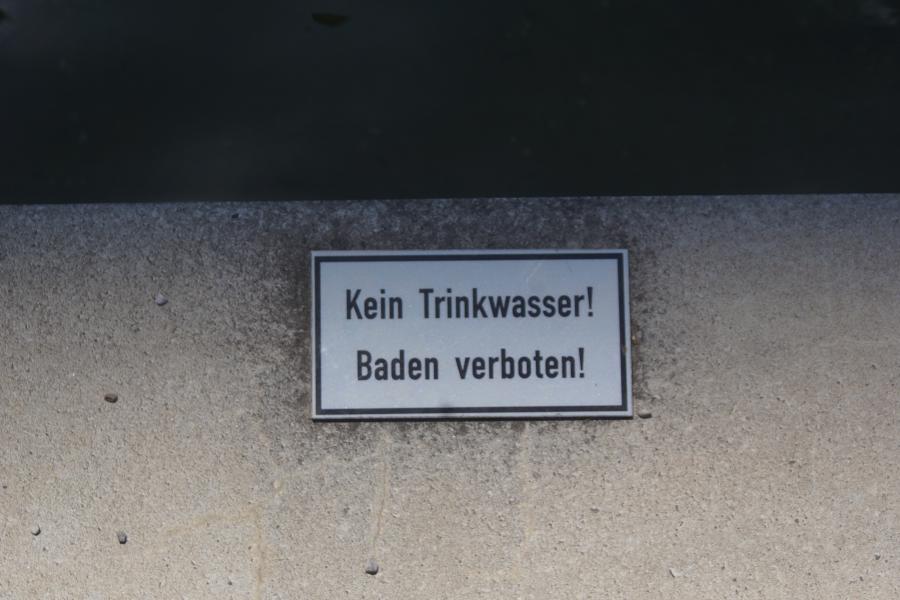 Kein Trinkwasser!
Baden verboten!